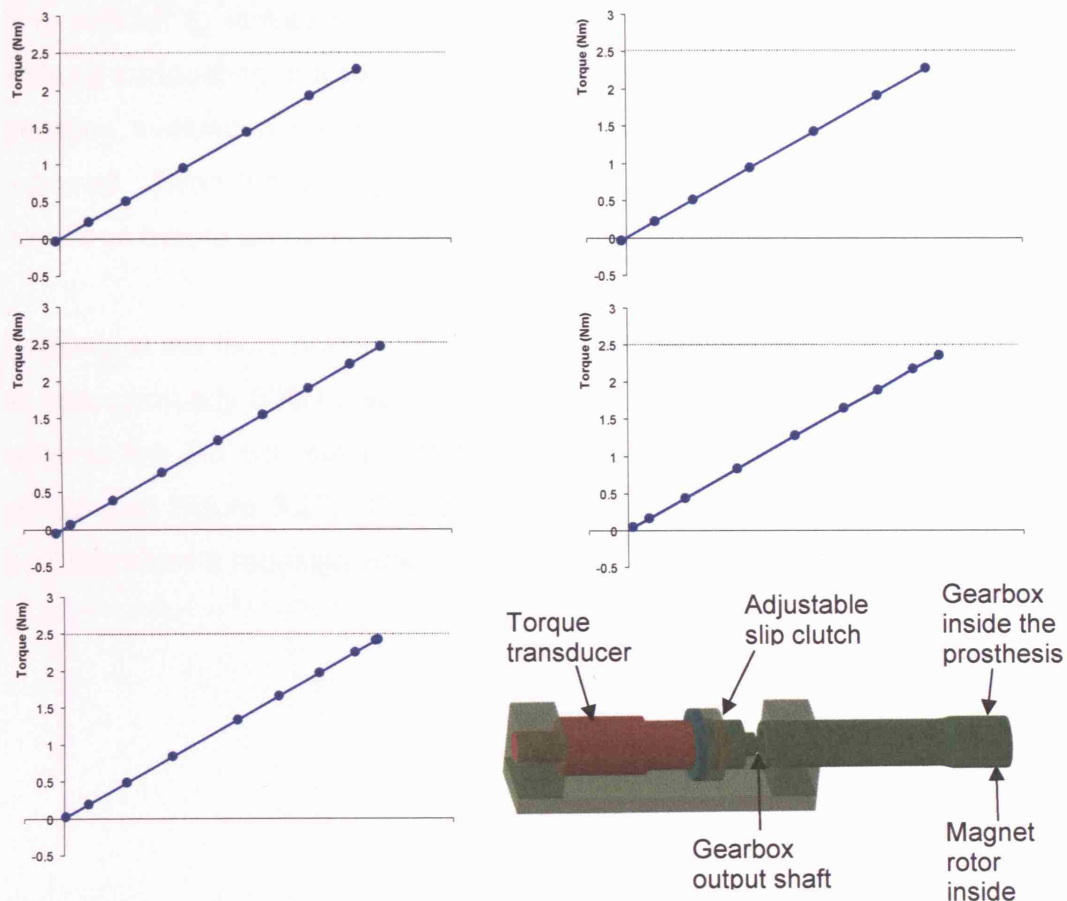 Torque (Nm)
3
2.5
2
1.5
1
0.5
0
-0.5
Torque (Nm)
3
2.5
2
1.5
1
0.5
0
-0.5
Torque (Nm)
3
2.5
2
1.5
1
0.5
0
-0.5
Torque (Nm)
3
2.5
2
1.5
1
0.5
0
-0.5
Torque (Nm)
3
2.5
2
1.5
1
0.5
0
-0.5
Torque
transducer
Adjustable
slip clutch
Gearbox
inside the
prosthesis
Gearbox
output shaft
Magnet
rotor
inside